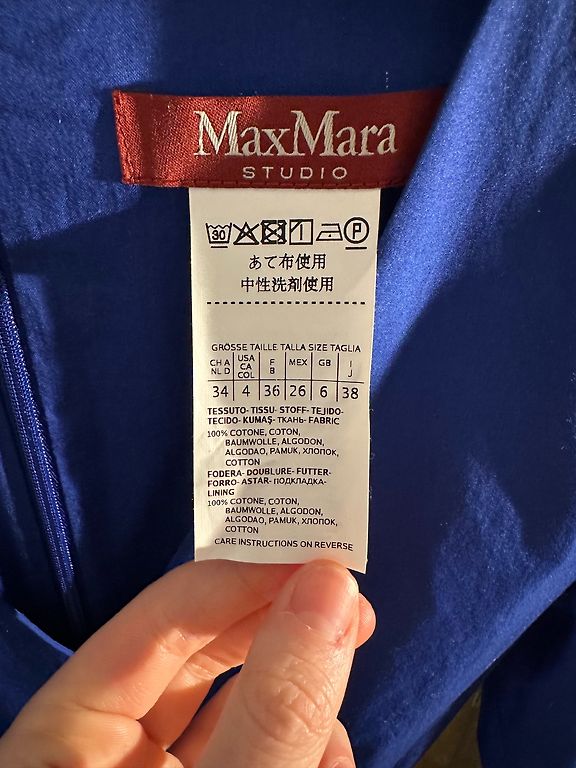 MaxMara
STUDIO
30 P
あて布使用
中性洗剤使用
GRÖSSE TAILLE TALLA SIZE TAGLIA
CH A USA F MEX GB I
NL D CA B J
COL
34 4 36 26 6 38
TESSUTO- TISSU- STOFF- TEJIDO-
TECIDO- KUMAŞ- ТКАНЬ- FABRIC
100% COTONE, COTON,
BAUMWOLLE, ALGODON,
ALGODAO, PAMUK, ХЛОПОК,
COTTON
FODERA- DOUBLURE- FUTTER-
FORRO- ASTAR- ПОДКЛАДКА-
LINING
100% COTONE, COTON,
BAUMWOLLE, ALGODON,
ALGODAO, PAMUK, ХЛОПОК,
COTTON
CARE INSTRUCTIONS ON REVERSE